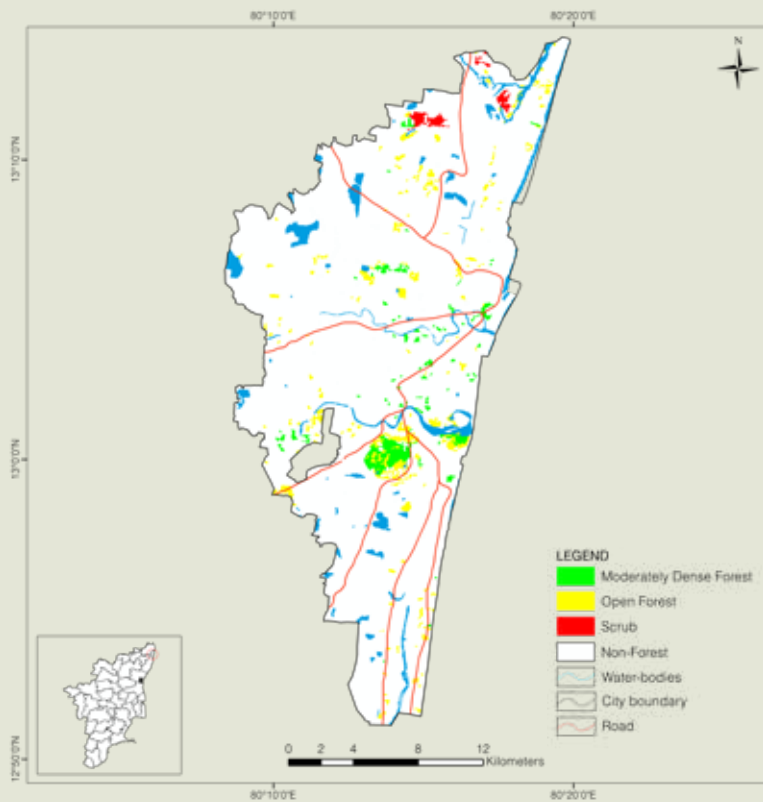 80°10'0"E 80°20'0"E
N
13°10'0"N
13°0'0"N
LEGEND
Moderately Dense Forest
Open Forest
Scrub
Non-Forest
Water-bodies
City boundary
Road
0 2 4 8 12
Kilometers
12°50'0"N
80°10'0"E 80°20'0"E